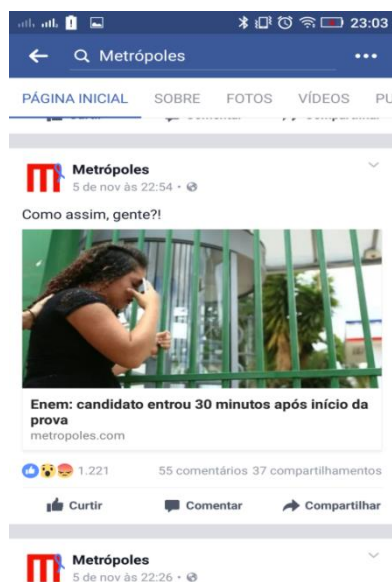 23:03
Metrópoles
PÁGINA INICIAL SOBRE FOTOS VÍDEOS PU
Metrópoles
5 de nov às 22:54
Como assim, gente?!
Enem: candidato entrou 30 minutos após início da
prova
metropoles.com
1.221 55 comentários 37 compartilhamentos
Curtir Comentar Compartilhar
Metrópoles
5 de nov às 22:26